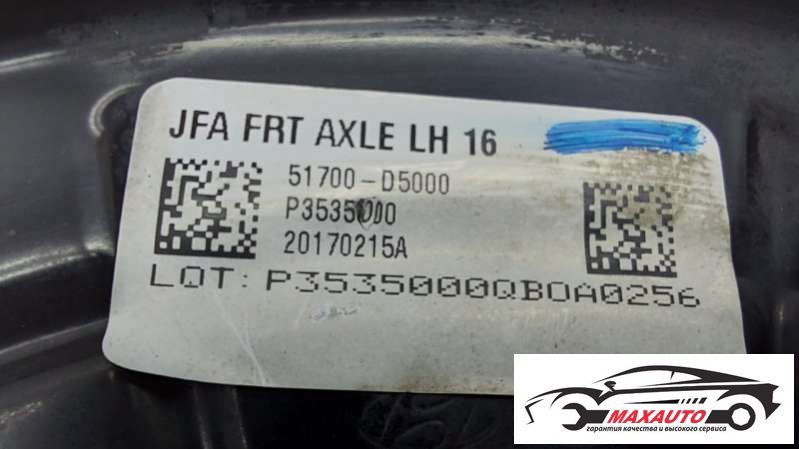 JFA FRT AXLE LH 16
51700-D5000
P3535000
20170215A
LOT: P3535000QB0A0256
MAXAUTO
гарантия качества и высокого сервиса